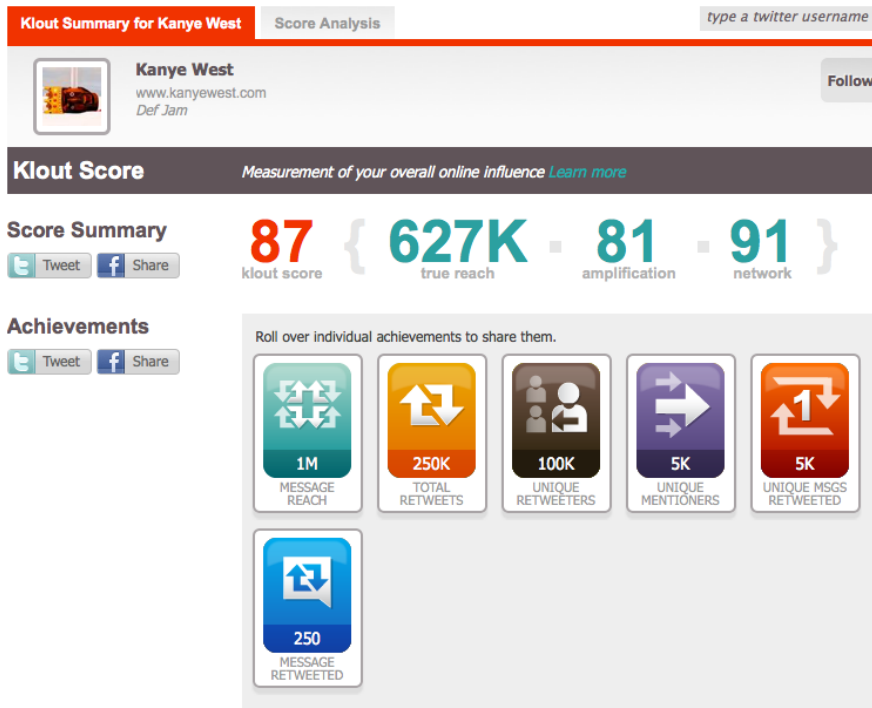 Klout Summary for Kanye West
Score Analysis
type a twitter username
Kanye West
www.kanyewest.com
Def Jam
Follow
Klout Score
Measurement of your overall online influence Learn more
Score Summary
Tweet
Share
87
klout score
{
627K
true reach
81
amplification
91
network
}
Achievements
Tweet
Share
Roll over individual achievements to share them.
1M
MESSAGE
REACH
250K
TOTAL
RETWEETS
100K
UNIQUE
RETWEETERS
5K
UNIQUE
MENTIONERS
1
5K
UNIQUE MSGS
RETWEETED
250
MESSAGE
RETWEETED